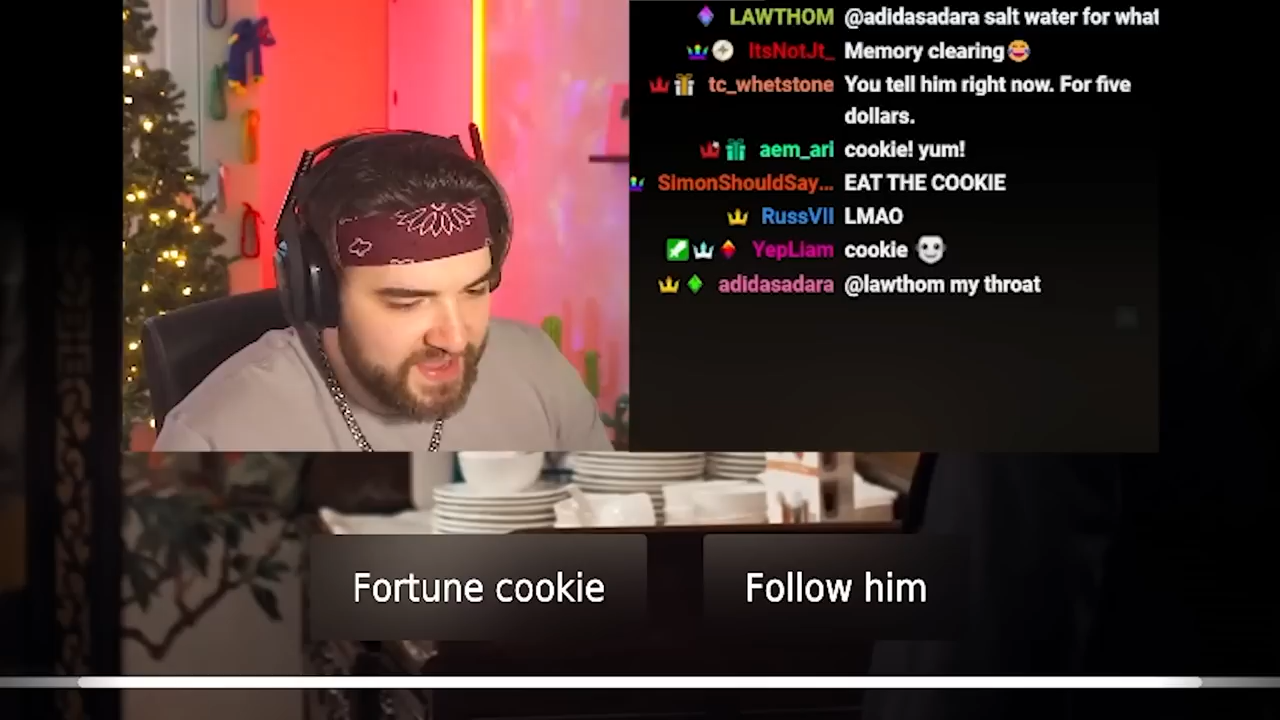 LAWTHOM @adidasadara salt water for what
ItsNotJt_ Memory clearing😂
tc_whetstone You tell him right now. For five
dollars.
aem_ari cookie! yum!
SimonShouldSay... EAT THE COOKIE
RussVII LMAO
YepLiam cookie
adidasadara @lawthom my throat
Fortune cookie
Follow him